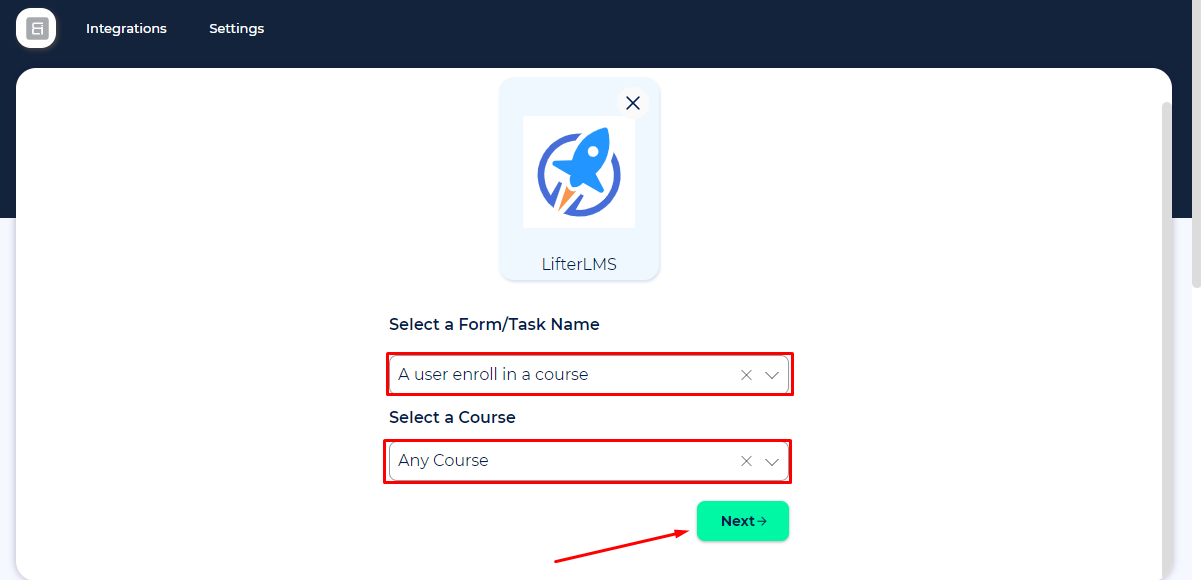 Integrations
Settings
LifterLMS
Select a Form/Task Name
A user enroll in a course
Select a Course
Any Course
Next